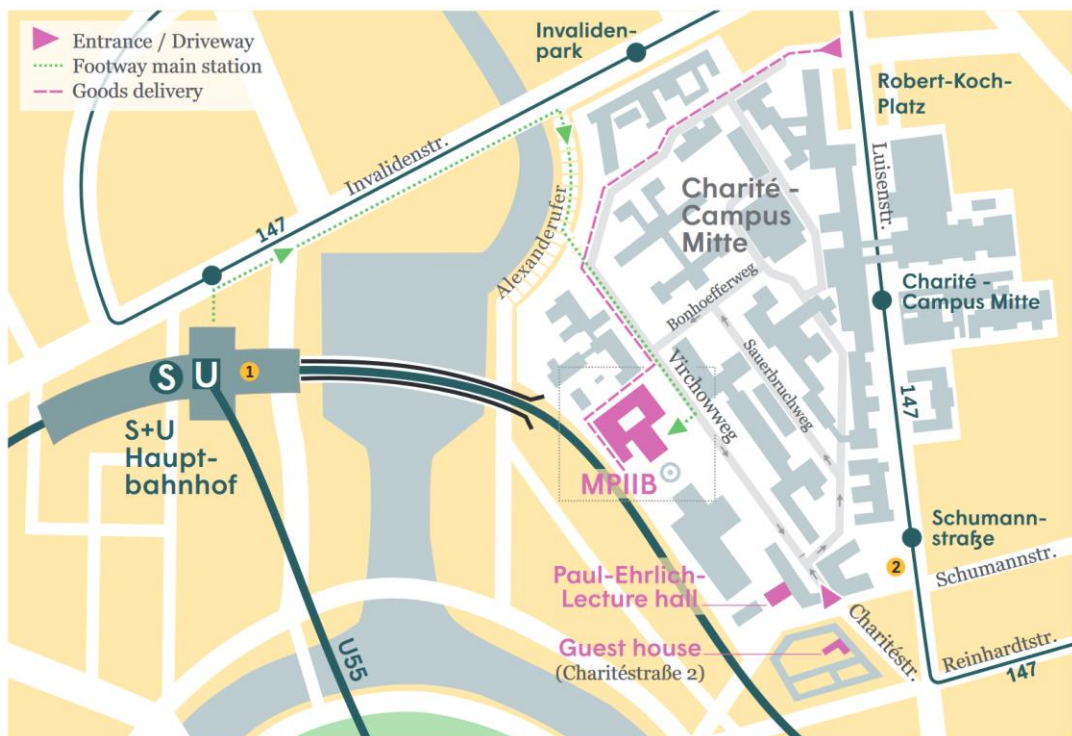 Entrance / Driveway
Footway main station
Goods delivery
Invaliden-
park
Robert-Koch-
Platz
Invalidenstr.
147
Alexanderufer
Luisenstr.
Charité -
Campus
Mitte
Bonhoefferweg
Charité -
Campus Mitte
Sauerbruchweg
Virchowweg
147
S
U
1
S+U
Haupt-
bahnhof
MPIIB
Schumann-
straße
2
Schumannstr.
Paul-Ehrlich-
Lecture hall
Charitéstr.
Guest house
(Charitéstraße 2)
Reinhardtstr.
147
U55